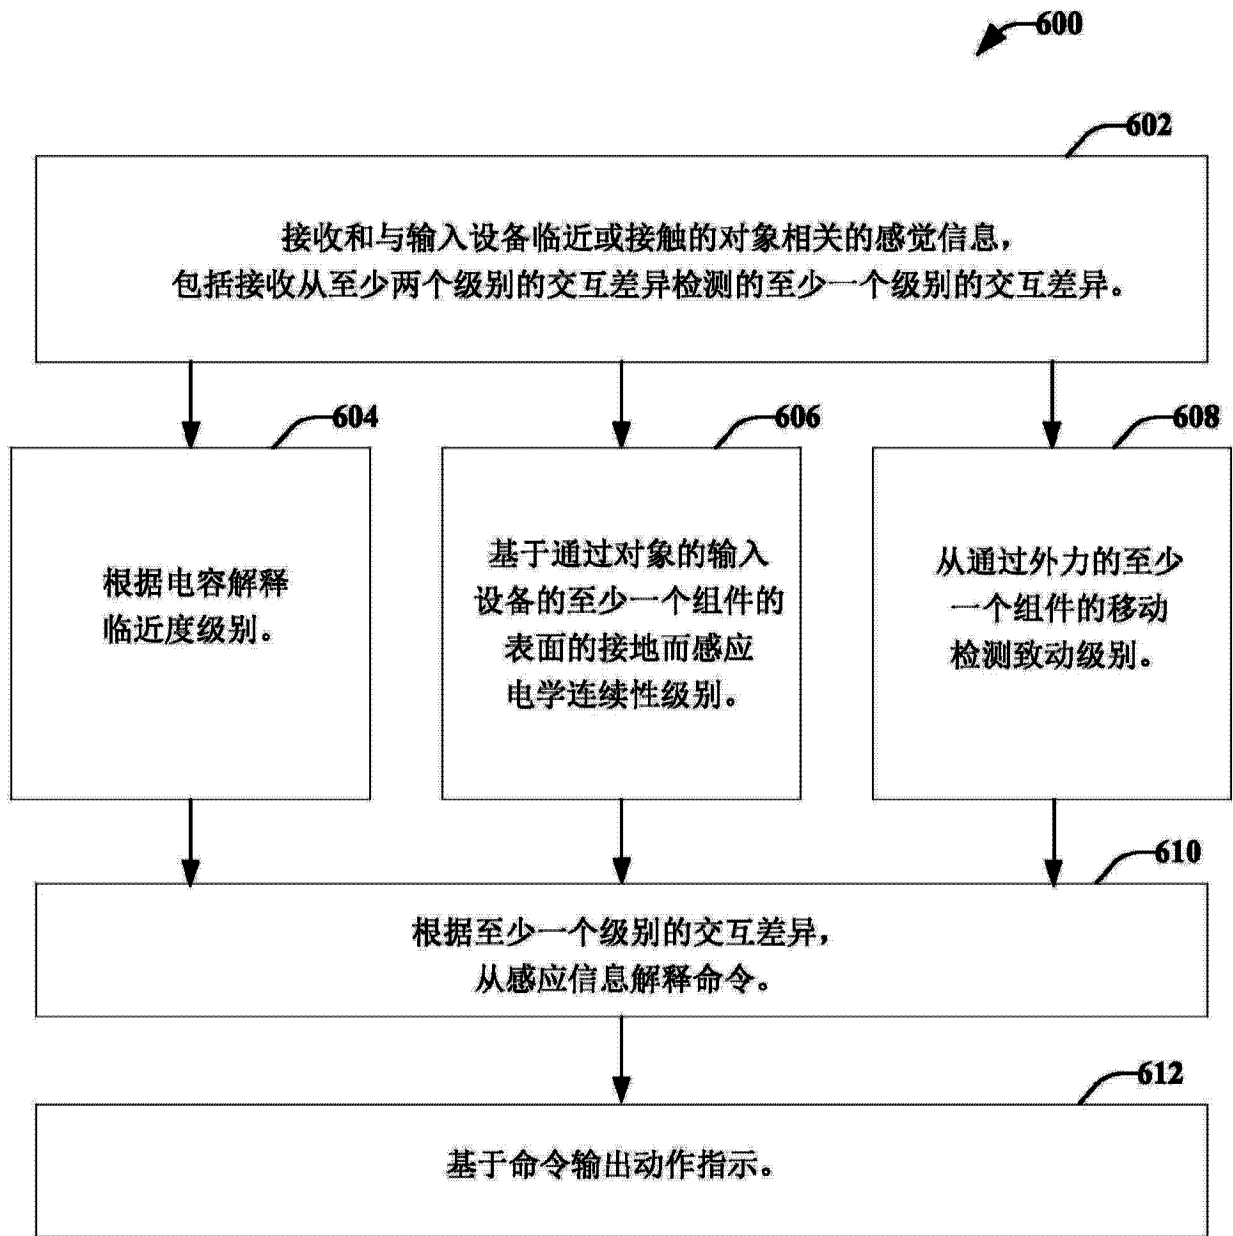 600
602
接收和与输入设备临近或接触的对象相关的感觉信息，
包括接收从至少两个级别的交互差异检测的至少一个级别的交互差异。
604
根据电容解释
临近度级别。
606
基于通过对象的输入
设备的至少一个组件的
表面的接地而感应
电学连续性级别。
608
从通过外力的至少
一个组件的移动
检测致动级别。
610
根据至少一个级别的交互差异，
从感应信息解释命令。
612
基于命令输出动作指示。